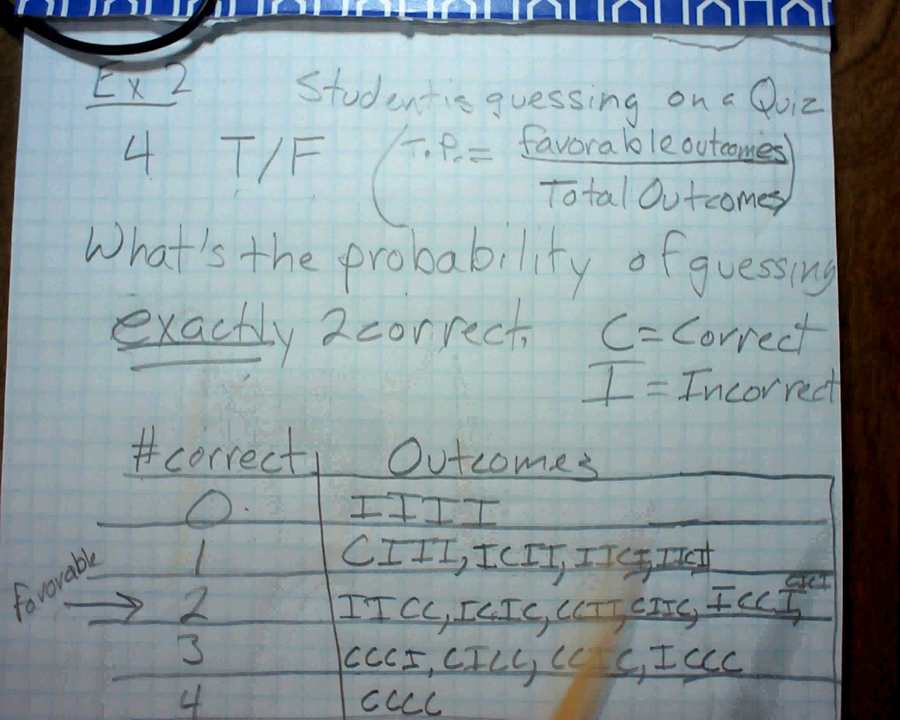 Ex 2 Student is guessing on a Quiz
4 T/F (T.P. = favorable outcomes / Total Outcomes)
What's the probability of guessing
exactly 2 correct. C = Correct
I = Incorrect
# correct Outcomes
0 IIII
1 CIII, ICII, IICI, IICI
favorable → 2 IICC, ICIC, CCII, CIIC, ICCI, CICI
3 CCCI, CICC, CCIC, ICCC
4 CCCC